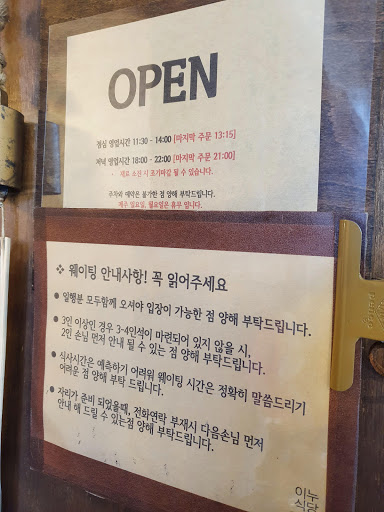 OPEN
점심 영업시간 11:30 - 14:00 [마지막 주문 13:15]
저녁 영업시간 18:00 - 22:00 [마지막 주문 21:00]
· 재료 소진 시 조기마감 될 수 있습니다.
주차와 예약은 불가한 점 양해 부탁드립니다.
매주 일요일, 월요일은 휴무 입니다.
❖ 웨이팅 안내사항! 꼭 읽어주세요
● 일행분 모두함께 오셔야 입장이 가능한 점 양해 부탁드립니다.
● 3인 이상인 경우 3-4인석이 마련되어 있지 않을 시,
2인 손님 먼저 안내 될 수 있는 점 양해 부탁드립니다.
● 식사시간은 예측하기 어려워 웨이팅 시간은 정확히 말씀드리기
어려운 점 양해 부탁 드립니다.
● 자리가 준비 되었을때, 전화연락 부재시 다음손님 먼저
안내 해 드릴 수 있는점 양해 부탁드립니다.
이누
식당